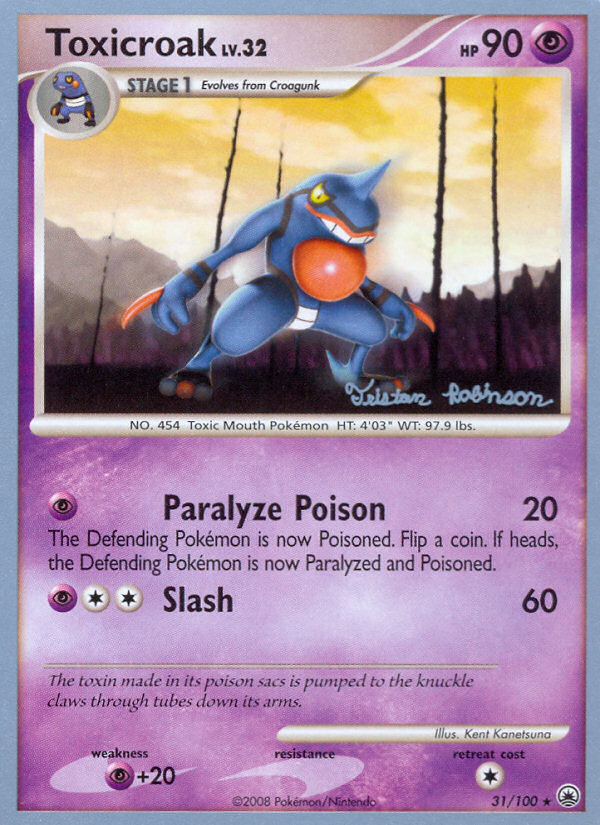 Toxicroak LV.32 HP 90
STAGE 1 Evolves from Croagunk
Tristan Robinson
NO. 454 Toxic Mouth Pokémon HT: 4'03" WT: 97.9 lbs.
Paralyze Poison 20
The Defending Pokémon is now Poisoned. Flip a coin. If heads,
the Defending Pokémon is now Paralyzed and Poisoned.
Slash 60
The toxin made in its poison sacs is pumped to the knuckle
claws through tubes down its arms.
Illus. Kent Kanetsuna
weakness resistance retreat cost
+20
©2008 Pokémon/Nintendo 31/100 ★